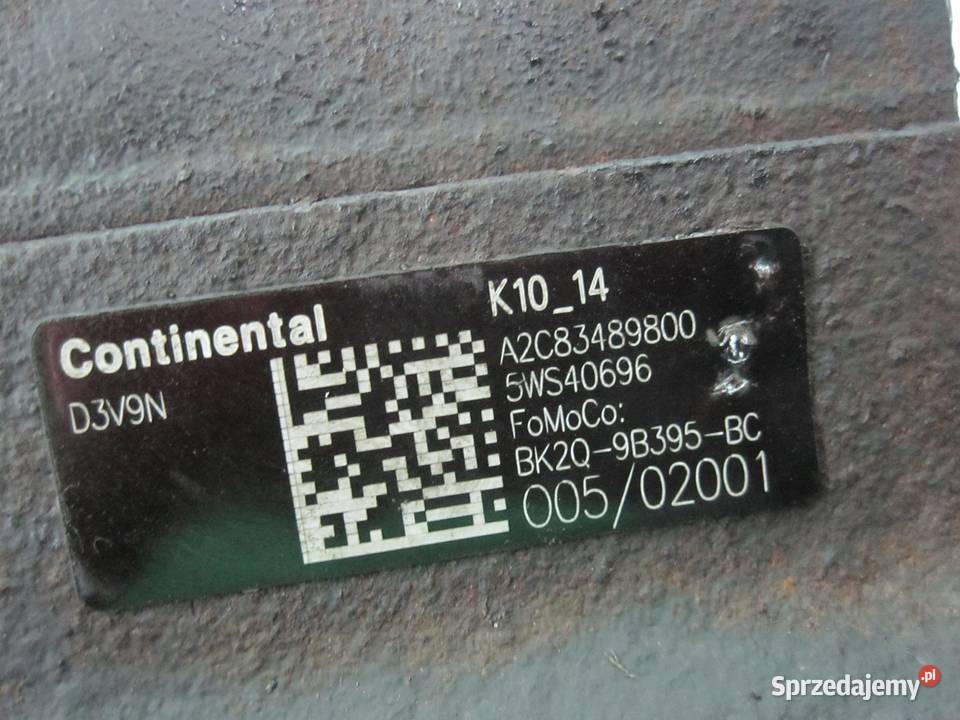 Continental
D3V9N
K10_14
A2C83489800
5WS40696
FoMoCo:
BK2Q-9B395-BC
005/02001
Sprzedajemy.pl